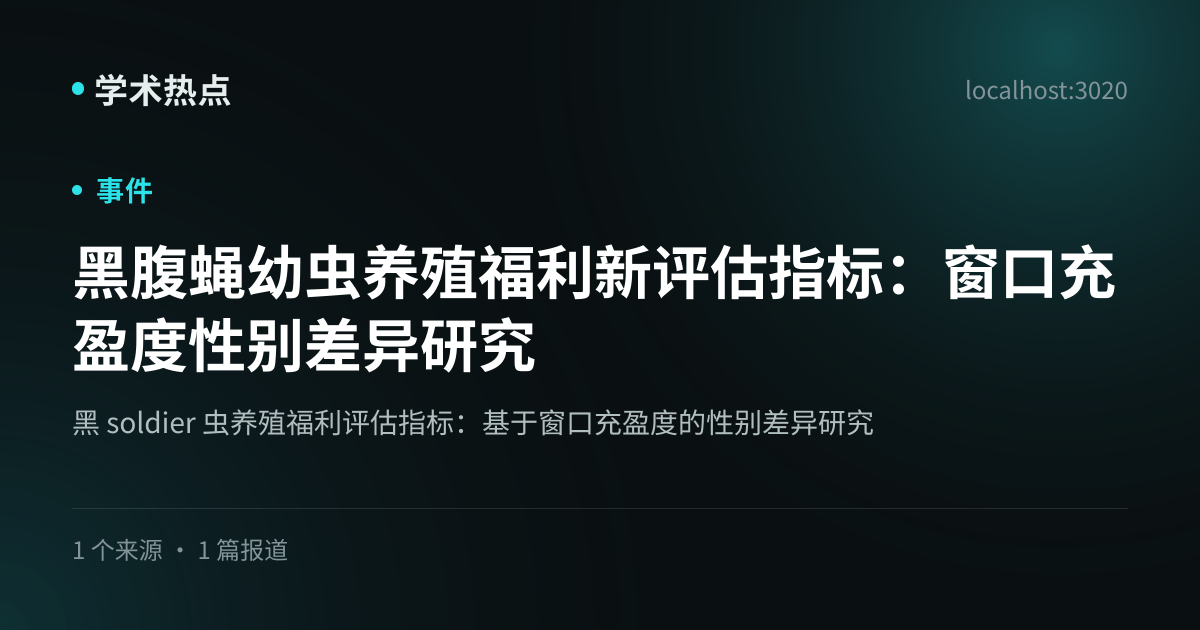 学术热点
localhost:3020
事件
黑腹蝇幼虫养殖福利新评估指标：窗口充
盈度性别差异研究
黑 soldier 虫养殖福利评估指标：基于窗口充盈度的性别差异研究
1 个来源 · 1 篇报道